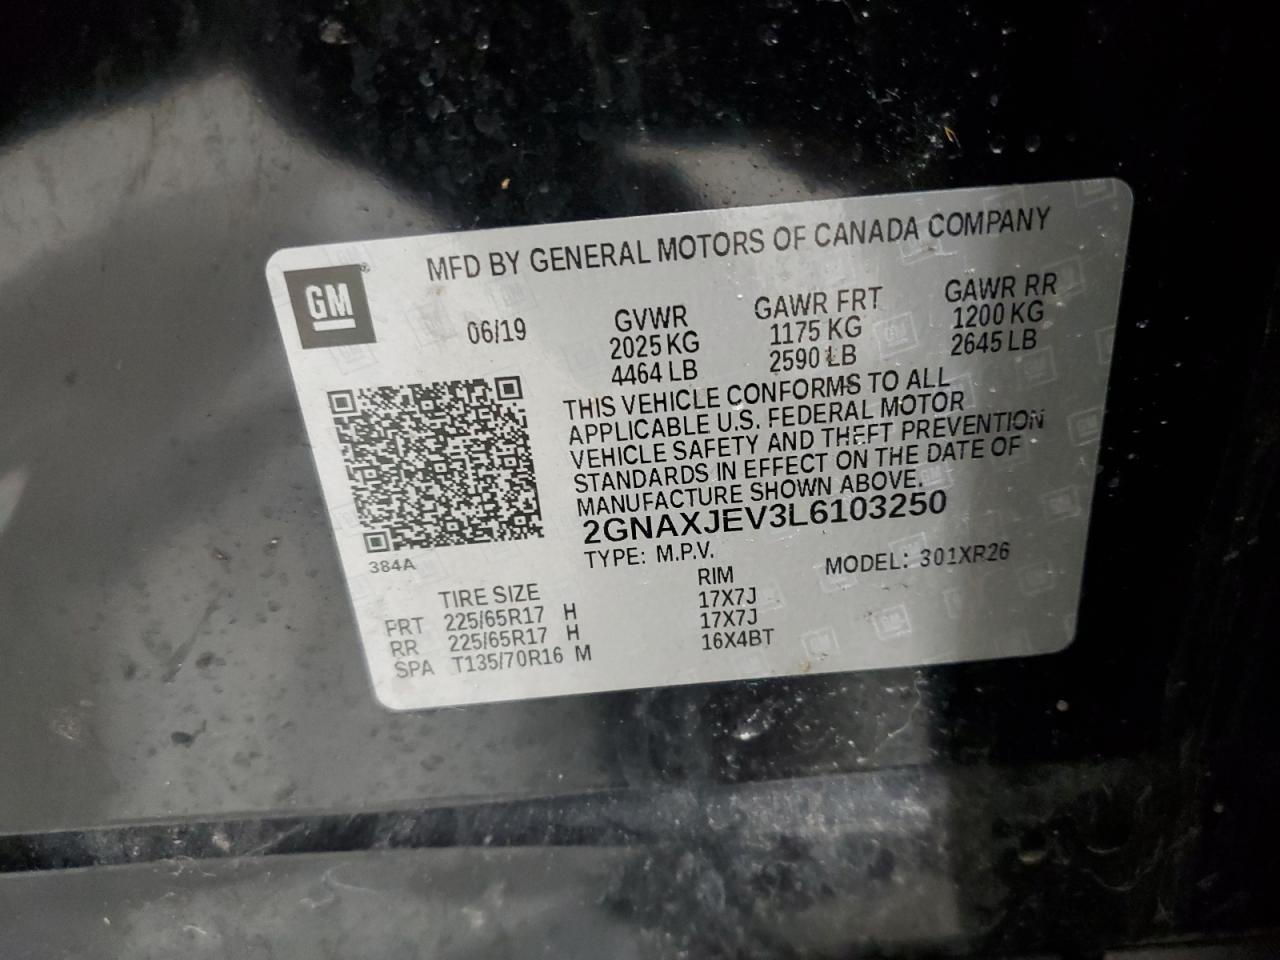 MFD BY GENERAL MOTORS OF CANADA COMPANY
GM
®
06/19
GVWR
2025 KG
4464 LB
GAWR FRT
1175 KG
2590 LB
GAWR RR
1200 KG
2645 LB
THIS VEHICLE CONFORMS TO ALL
APPLICABLE U.S. FEDERAL MOTOR
VEHICLE SAFETY AND THEFT PREVENTION
STANDARDS IN EFFECT ON THE DATE OF
MANUFACTURE SHOWN ABOVE.
2GNAXJEV3L6103250
TYPE: M.P.V. MODEL: 301XR26
384A
TIRE SIZE RIM
FRT 225/65R17 H 17X7J
RR 225/65R17 H 17X7J
SPA T135/70R16 M 16X4BT